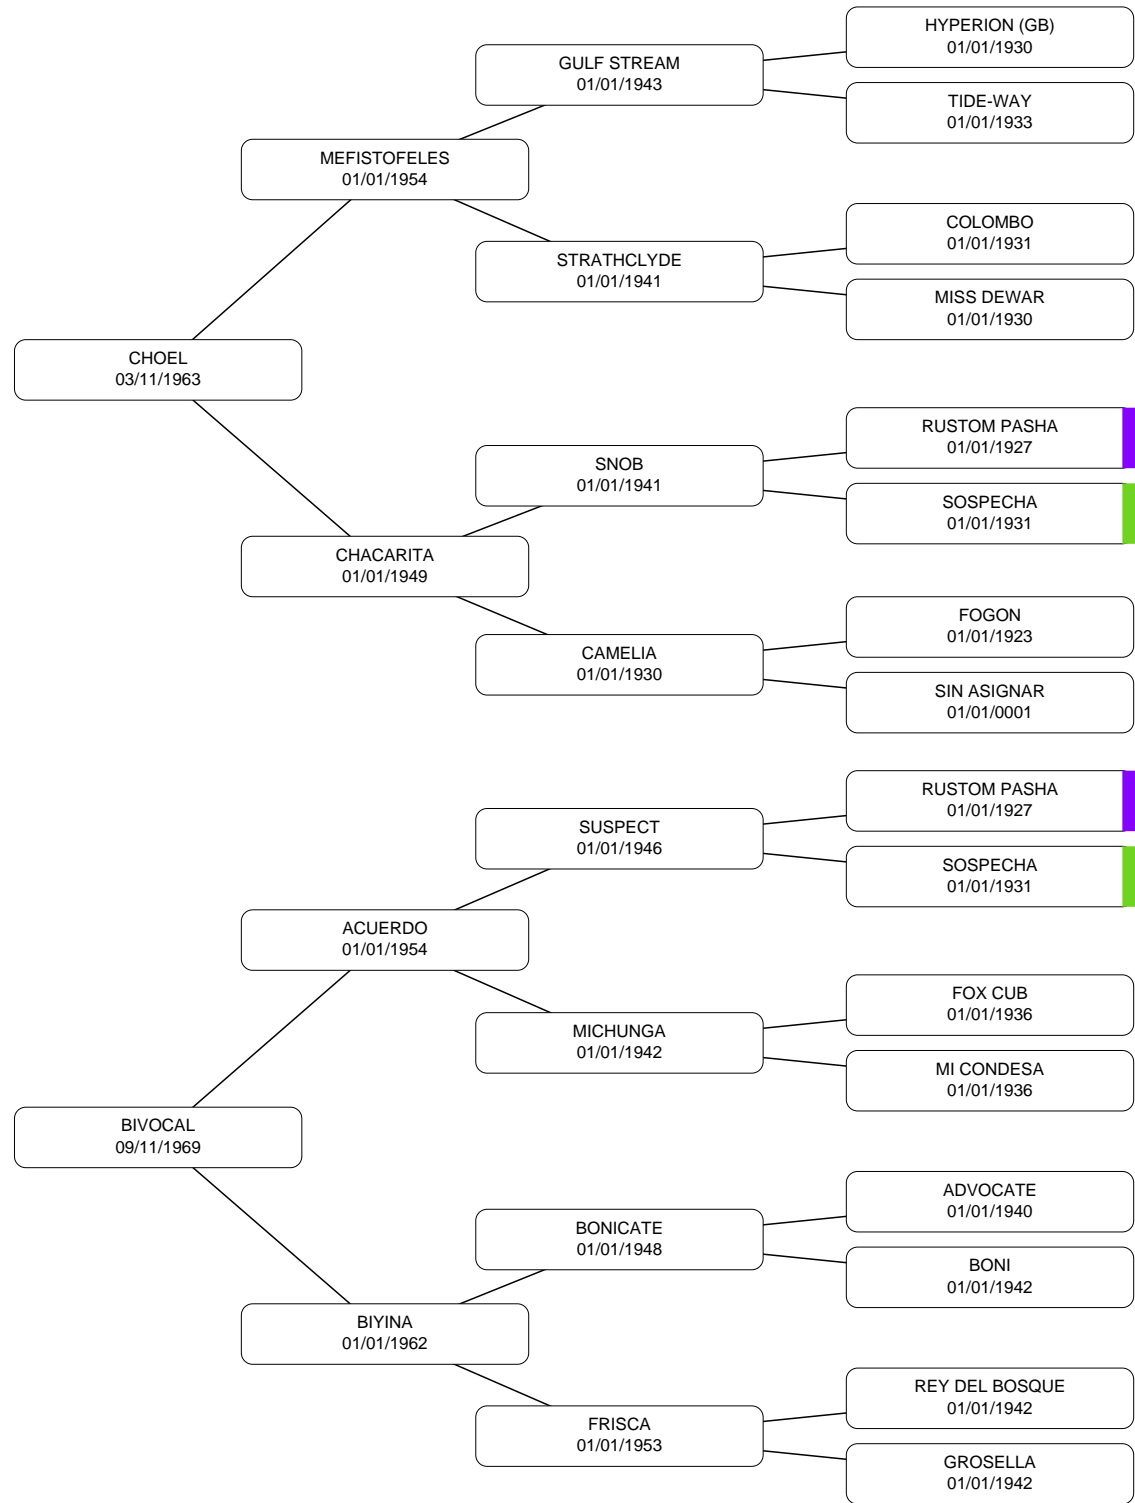 HYPERION (GB)
01/01/1930
GULF STREAM
01/01/1943
TIDE-WAY
01/01/1933
MEFISTOFELES
01/01/1954
COLOMBO
01/01/1931
STRATHCLYDE
01/01/1941
MISS DEWAR
01/01/1930
CHOEL
03/11/1963
RUSTOM PASHA
01/01/1927
SNOB
01/01/1941
SOSPECHA
01/01/1931
CHACARITA
01/01/1949
FOGON
01/01/1923
CAMELIA
01/01/1930
SIN ASIGNAR
01/01/0001
RUSTOM PASHA
01/01/1927
SUSPECT
01/01/1946
SOSPECHA
01/01/1931
ACUERDO
01/01/1954
FOX CUB
01/01/1936
MICHUNGA
01/01/1942
MI CONDESA
01/01/1936
BIVOCAL
09/11/1969
ADVOCATE
01/01/1940
BONICATE
01/01/1948
BONI
01/01/1942
BIYINA
01/01/1962
REY DEL BOSQUE
01/01/1942
FRISCA
01/01/1953
GROSELLA
01/01/1942